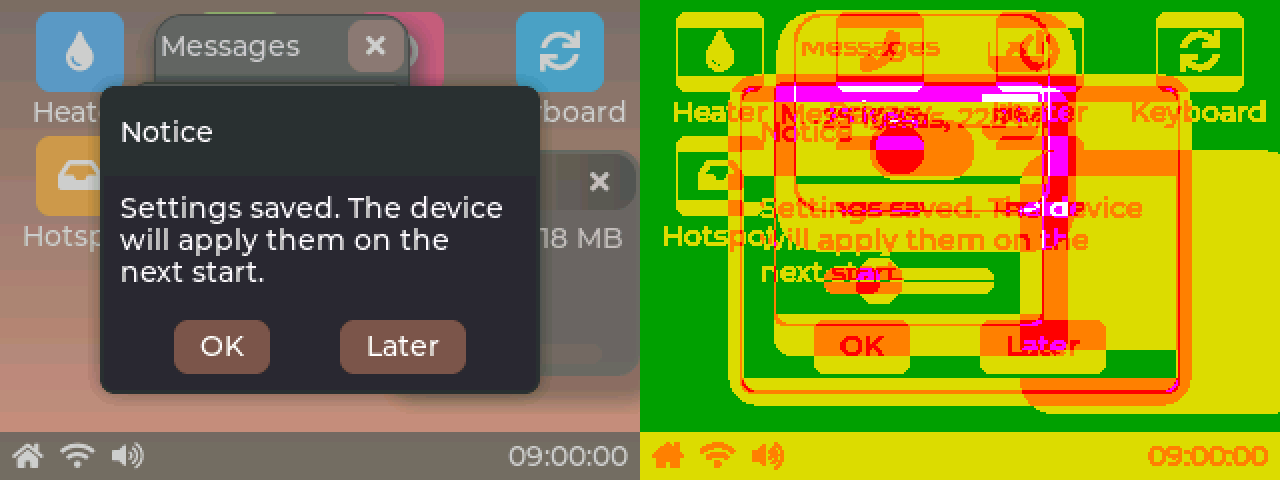 Messages
Heat
yboard
Notice
Settings saved. The device
will apply them on the
next start.
Hotsp
18 MB
OK
Later
09:00:00
Messages
Heater
Privacy
Keyboard
Notice
Settings saved. The device
will apply them on the
next start.
Hotspot
OK
Later
09:00:00